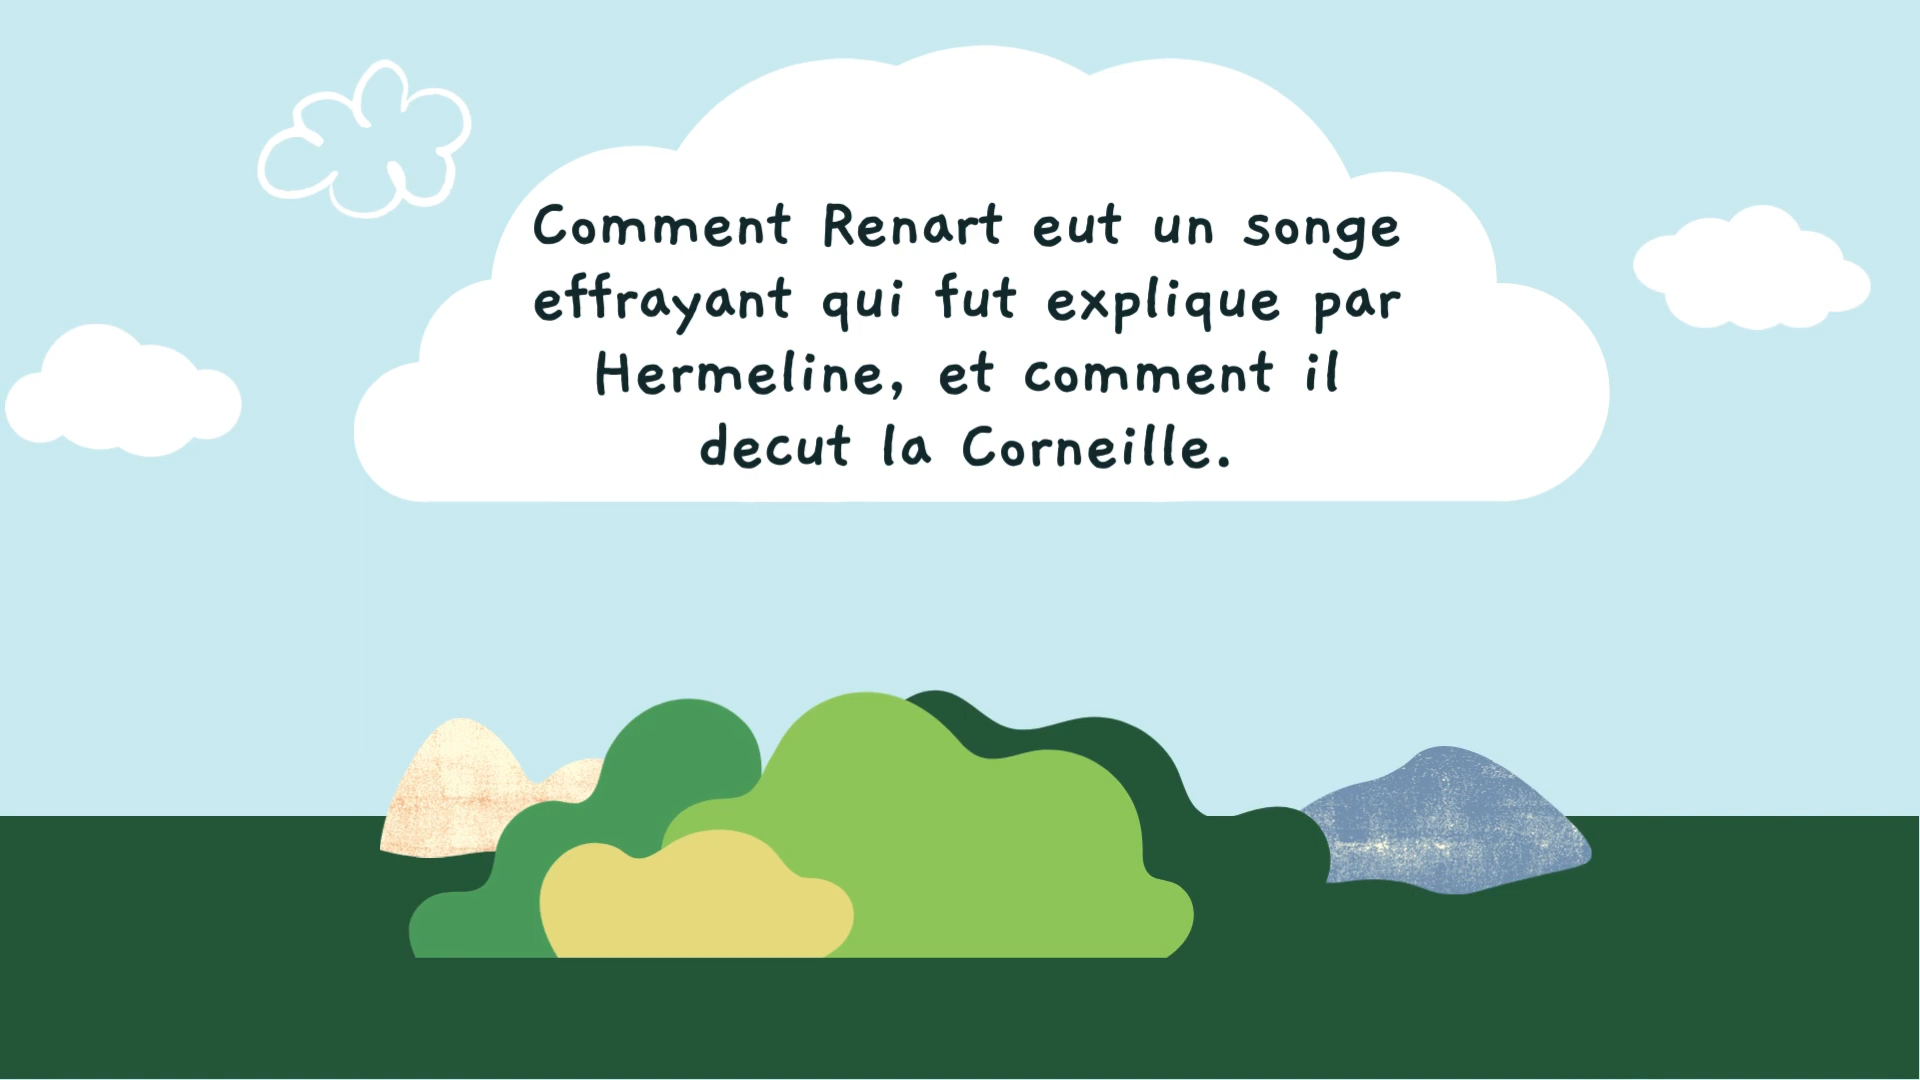 Comment Renart eut un songe
effrayant qui fut explique par
Hermeline, et comment il
decut la Corneille.